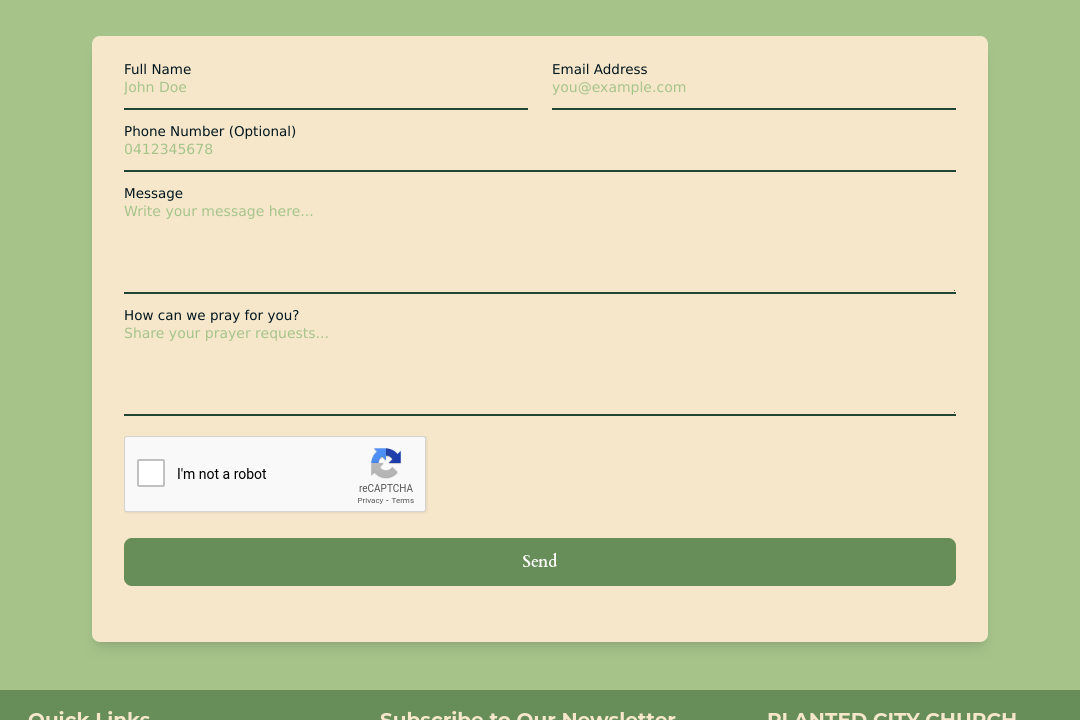 Full Name
John Doe
Email Address
you@example.com
Phone Number (Optional)
0412345678
Message
Write your message here...
How can we pray for you?
Share your prayer requests...
I'm not a robot
reCAPTCHA
Privacy - Terms
Send
Quick Links
Subscribe to Our Newsletter
PLANTED CITY CHURCH